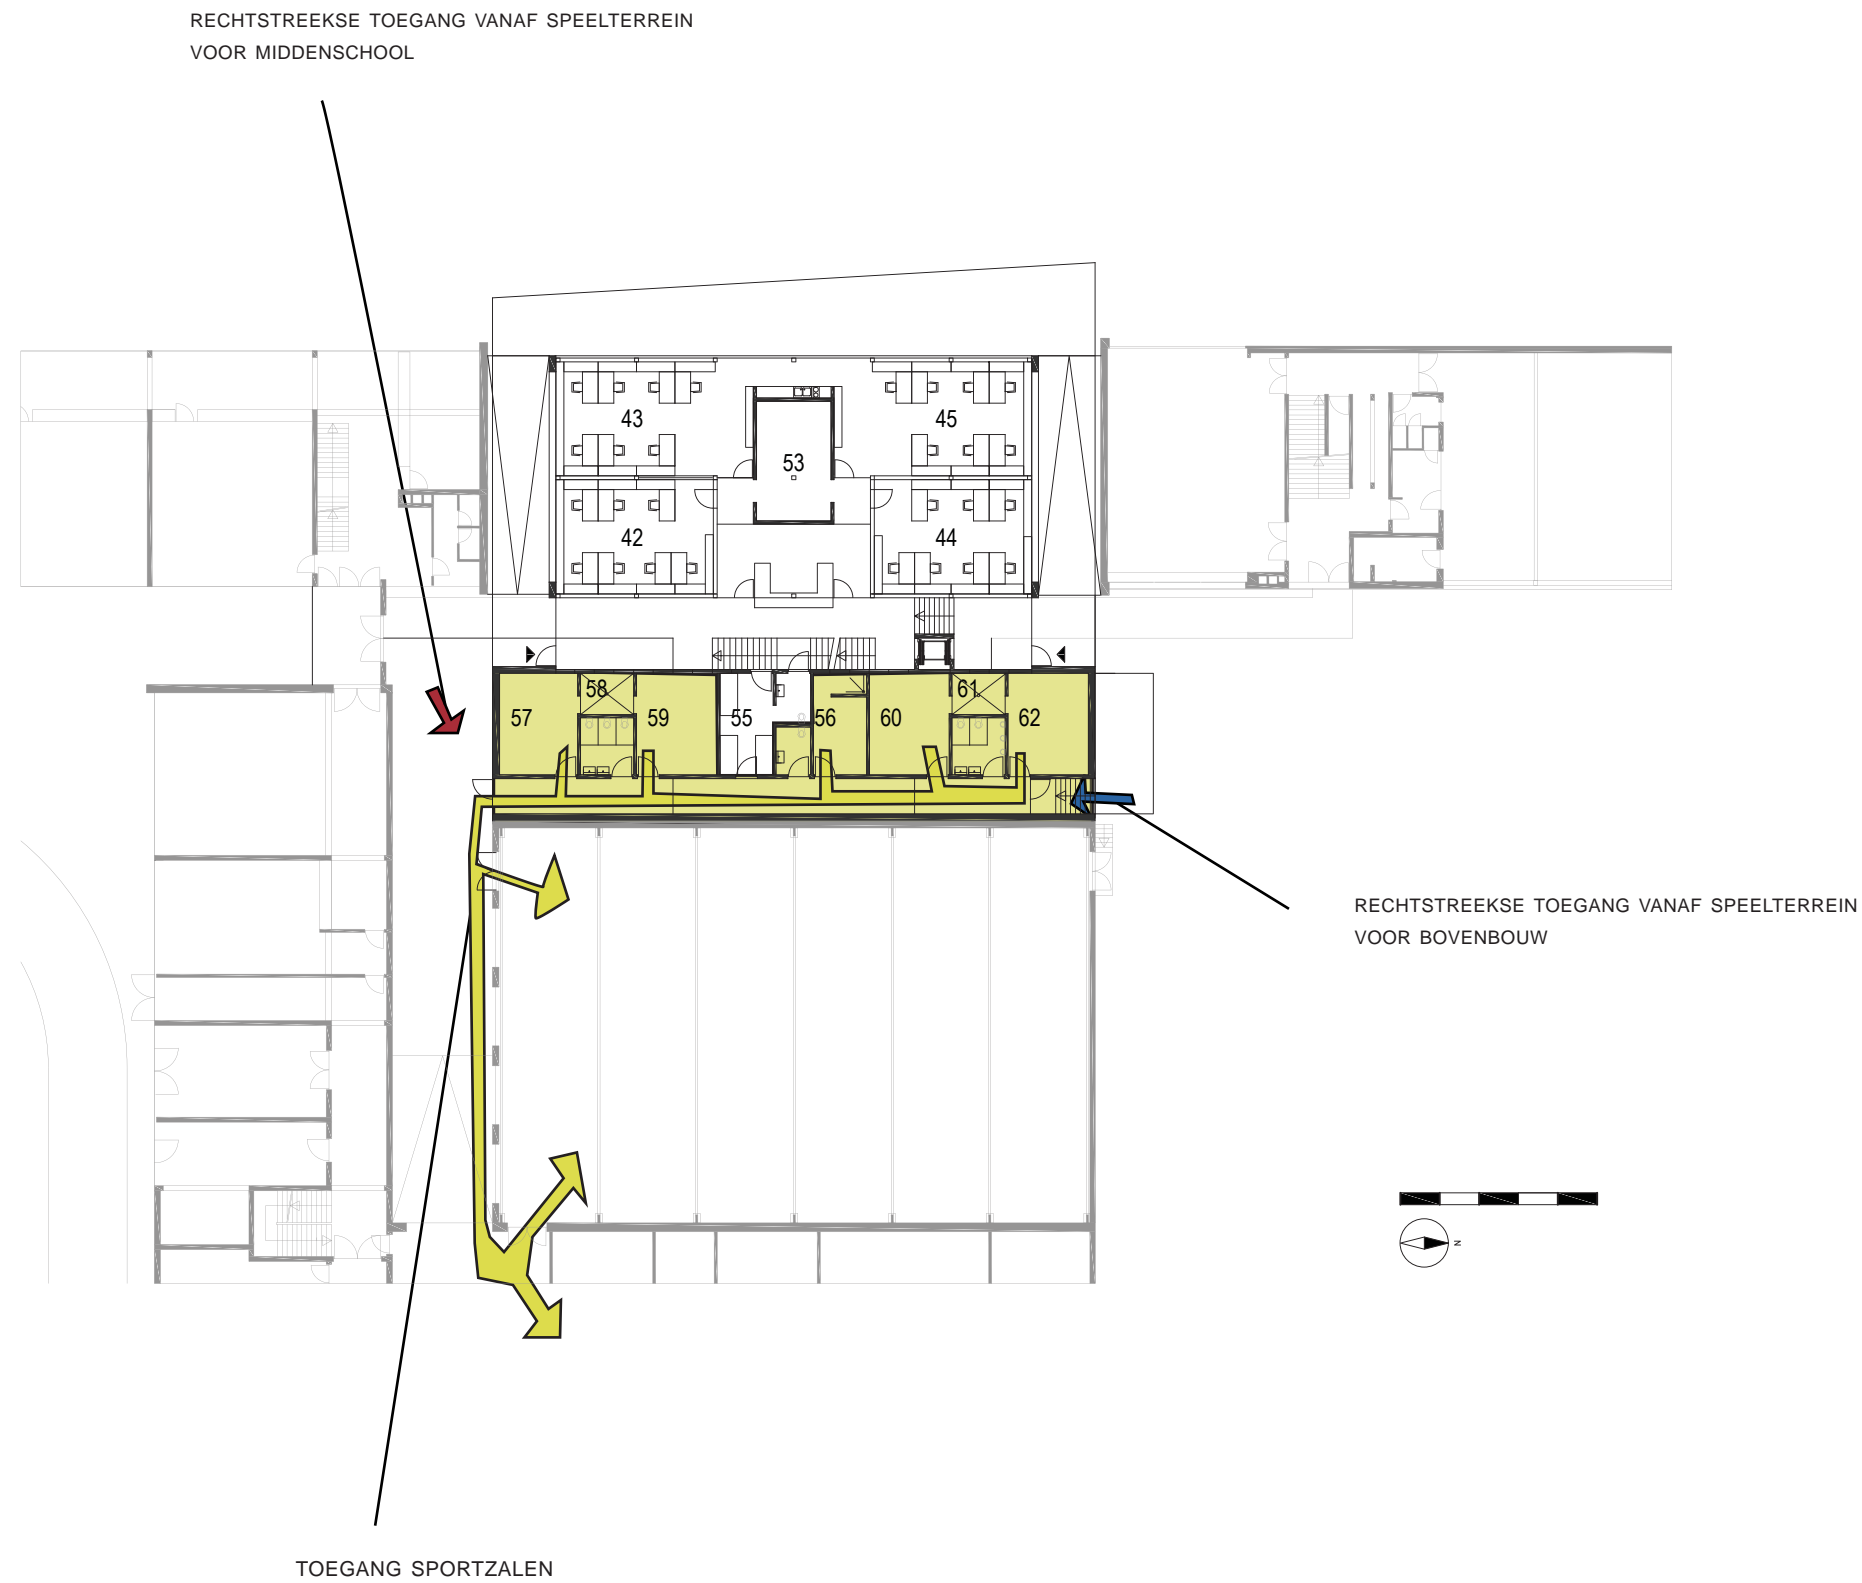 RECHTSTREEKSE TOEGANG VANAF SPEELTERREIN
VOOR MIDDENSCHOOL
43
45
53
42
44
58
61
57
59
55
56
60
62
RECHTSTREEKSE TOEGANG VANAF SPEELTERREIN
VOOR BOVENBOUW
N
TOEGANG SPORTZALEN